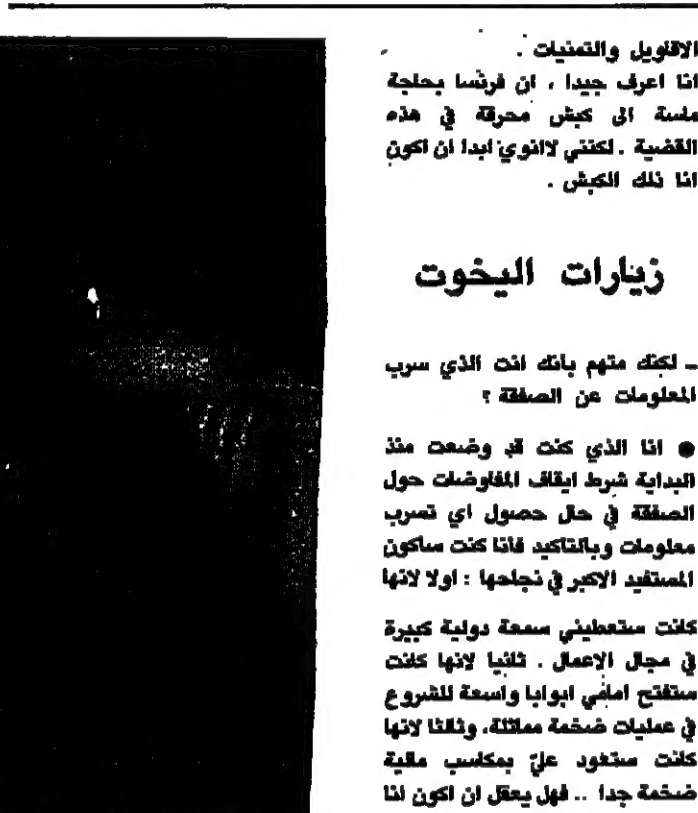 الاقاويل والتمنيات .
انا اعرف جيدا ، ان فرنسا بحاجة
ماسة الى كبش محرقة في هذه
القضية . لكنني لاانوي ابدا ان اكون
انا ذلك الكبش .
زيارات اليخوت
ـ لكنك متهم بانك انت الذي سرب
المعلومات عن الصفقة ؟
● انا الذي كنت قد وضعت منذ
البداية شرط ايقاف المفاوضات حول
الصفقة في حال حصول اي تسرب
معلومات وبالتاكيد فأنا كنت ساكون
المستفيد الاكبر في نجاحها : اولا لانها
كانت ستعطيني سمعة دولية كبيرة
في مجال الاعمال . ثانيا لانها كانت
ستفتح امامي ابوابا واسعة للشروع
في عمليات ضخمة مماثلة، وثالثا لانها
كانت ستعود عليّ بمكاسب مالية
ضخمة جدا .. فهل يعقل ان اكون انا